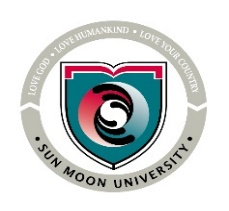 LOVE GOD • LOVE HUMANKIND • LOVE YOUR COUNTRY
• SUN MOON UNIVERSITY •